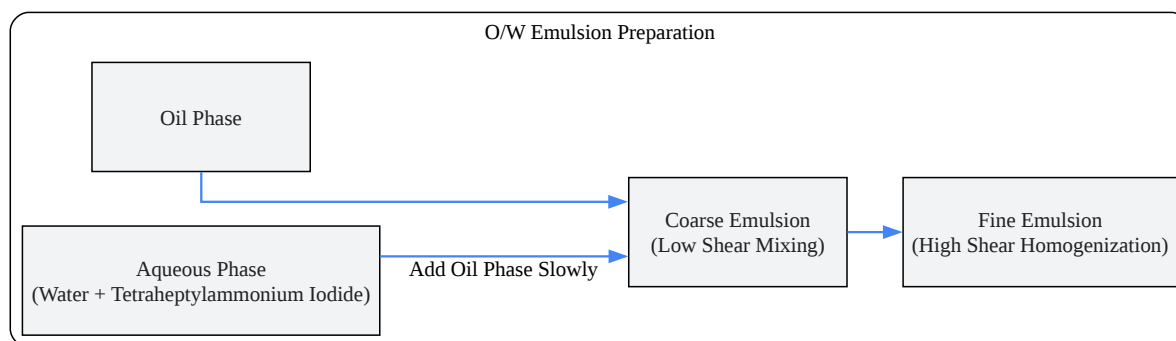 O/W Emulsion Preparation
Oil Phase
Aqueous Phase
(Water + Tetraheptylammonium Iodide)
Add Oil Phase Slowly
Coarse Emulsion
(Low Shear Mixing)
Fine Emulsion
(High Shear Homogenization)